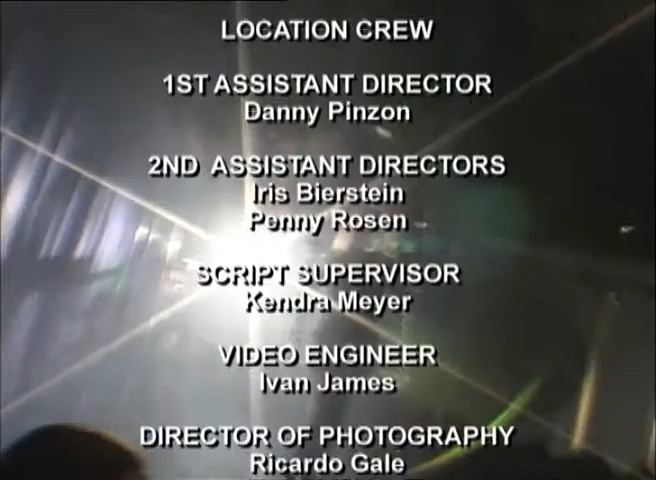 LOCATION CREW
1ST ASSISTANT DIRECTOR
Danny Pinzon
2ND ASSISTANT DIRECTORS
Iris Bierstein
Penny Rosen
SCRIPT SUPERVISOR
Kendra Meyer
VIDEO ENGINEER
Ivan James
DIRECTOR OF PHOTOGRAPHY
Ricardo Gale